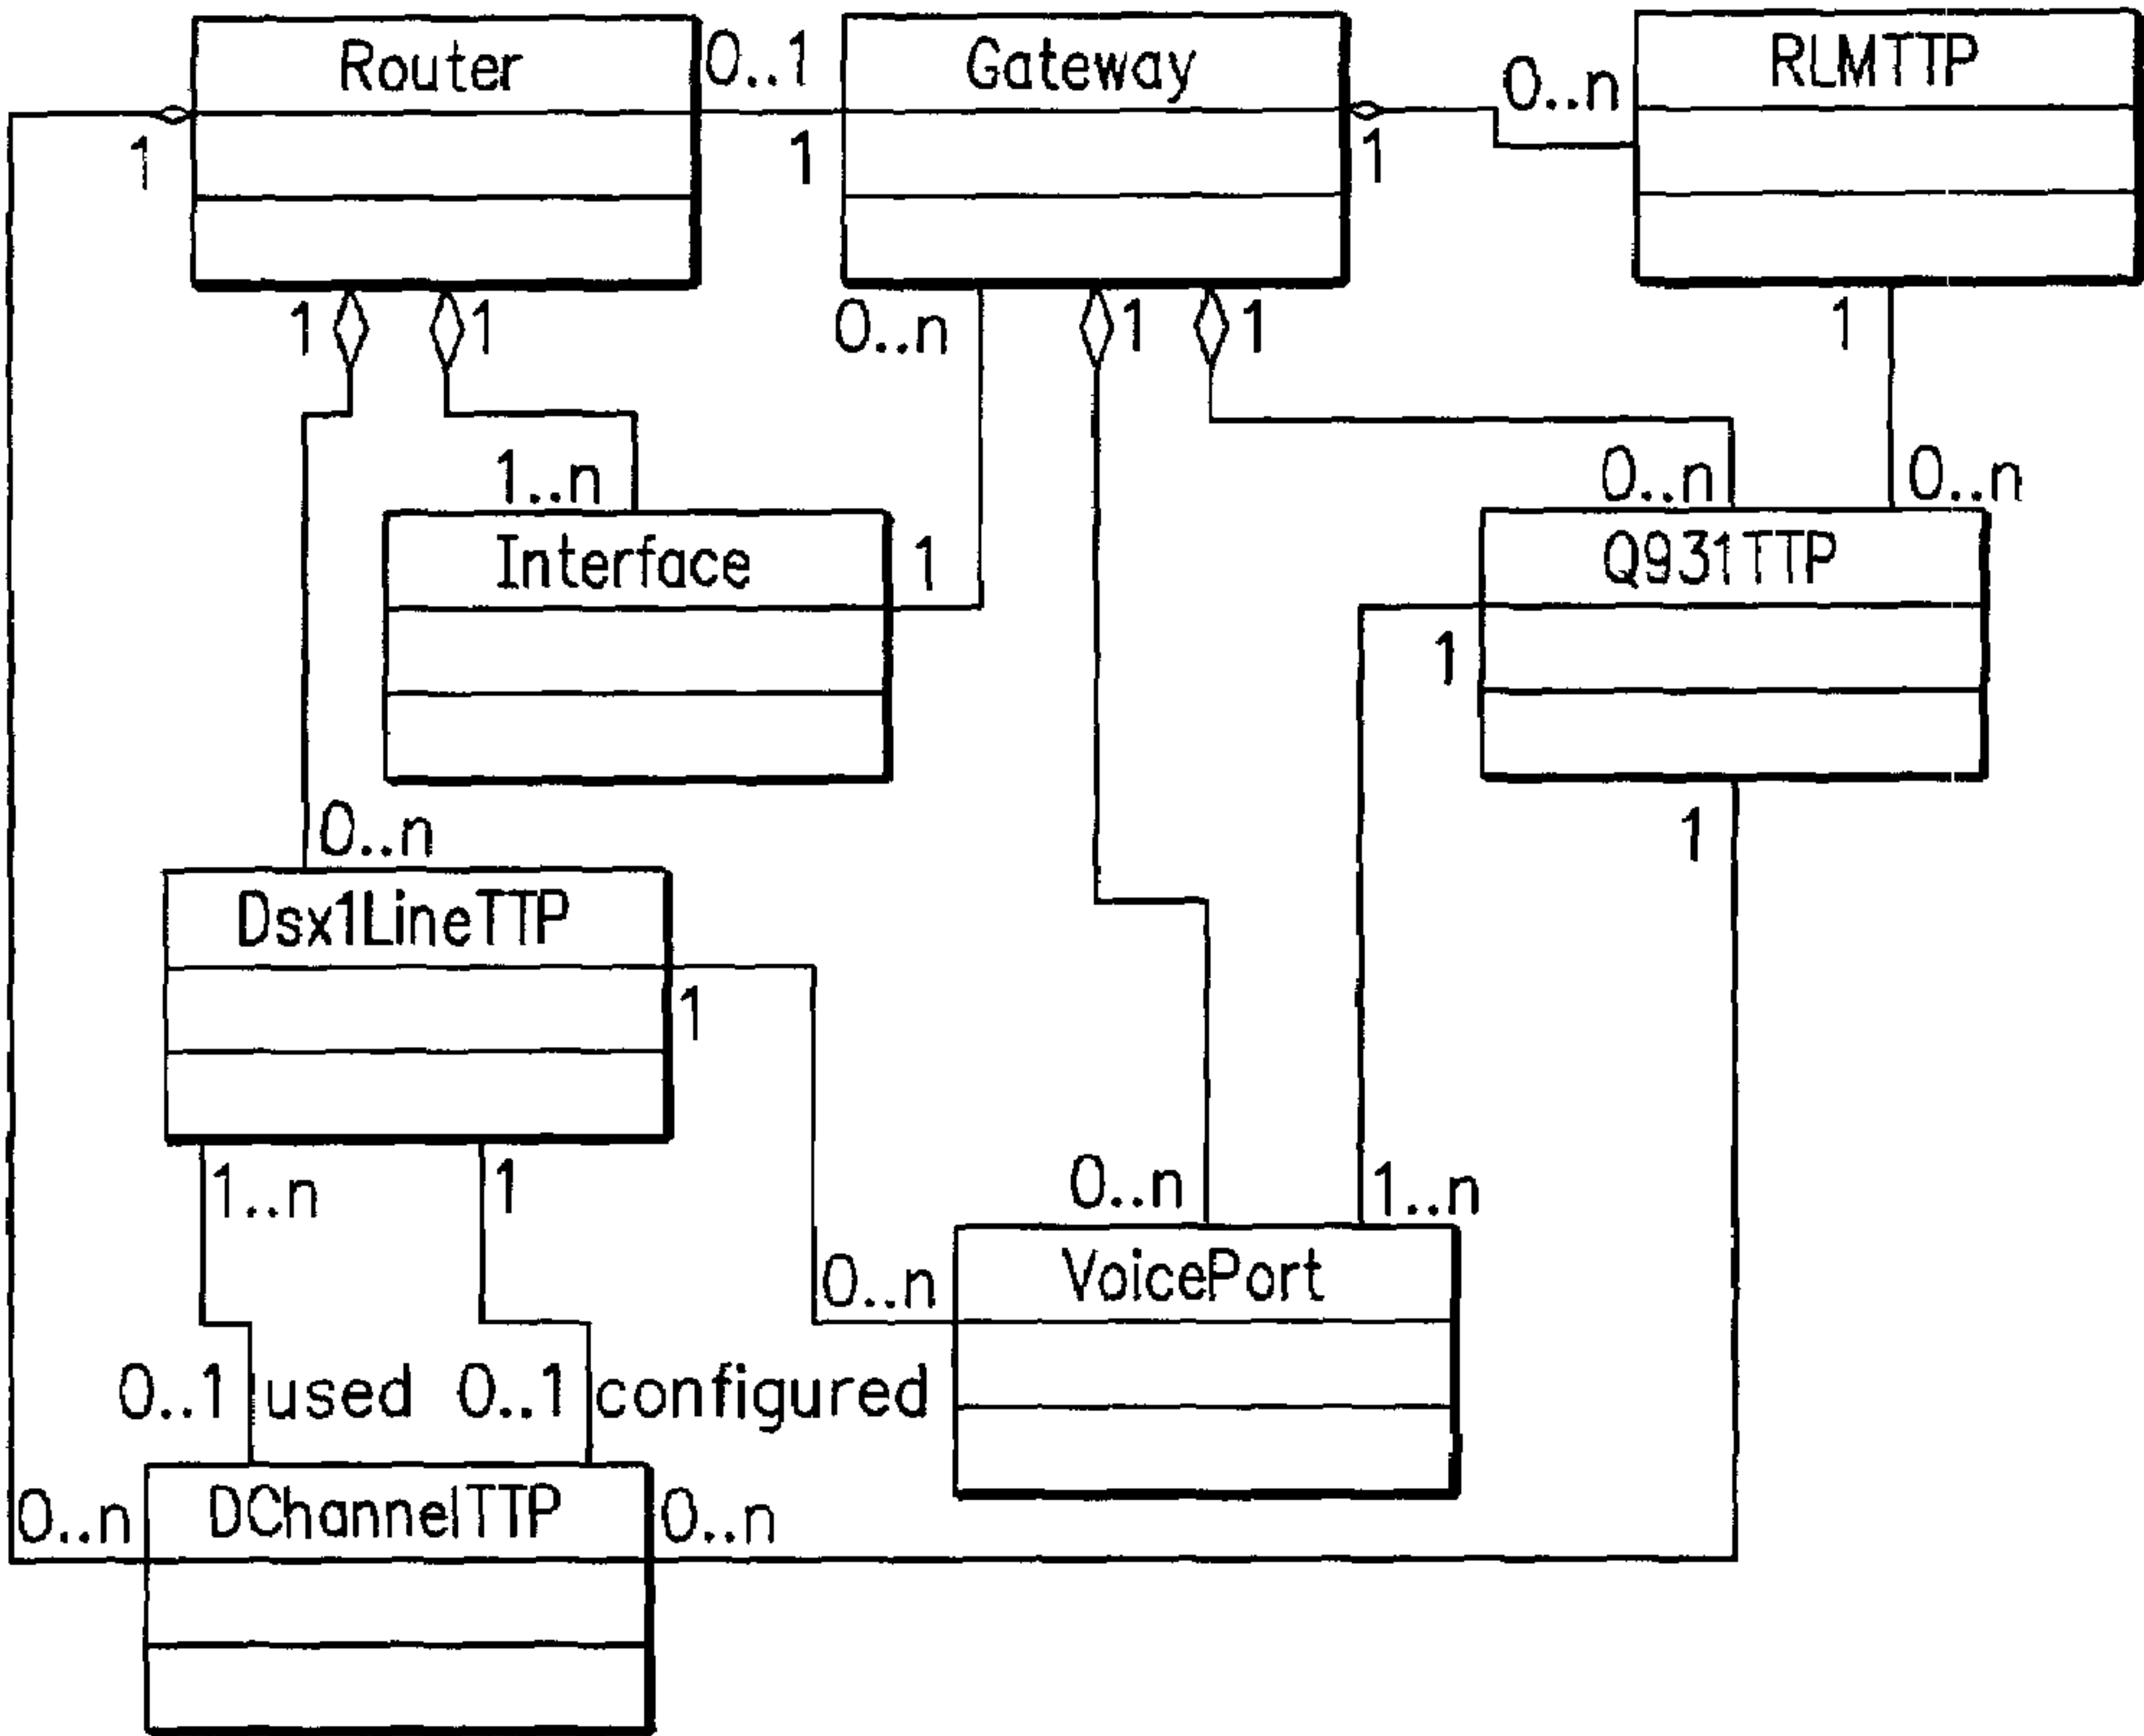 Router
0..1
Gateway
0..n
RLMTTP
1
1
1
1
1
0..n
1
1
1
1..n
0..n
0..n
Interface
1
Q931TTP
1
0..n
1
Dsx1LineTTP
1
1..n
1
0..n
1..n
0..n
VoicePort
0..1 used
0..1 configured
0..n
DChannelTTP
0..n